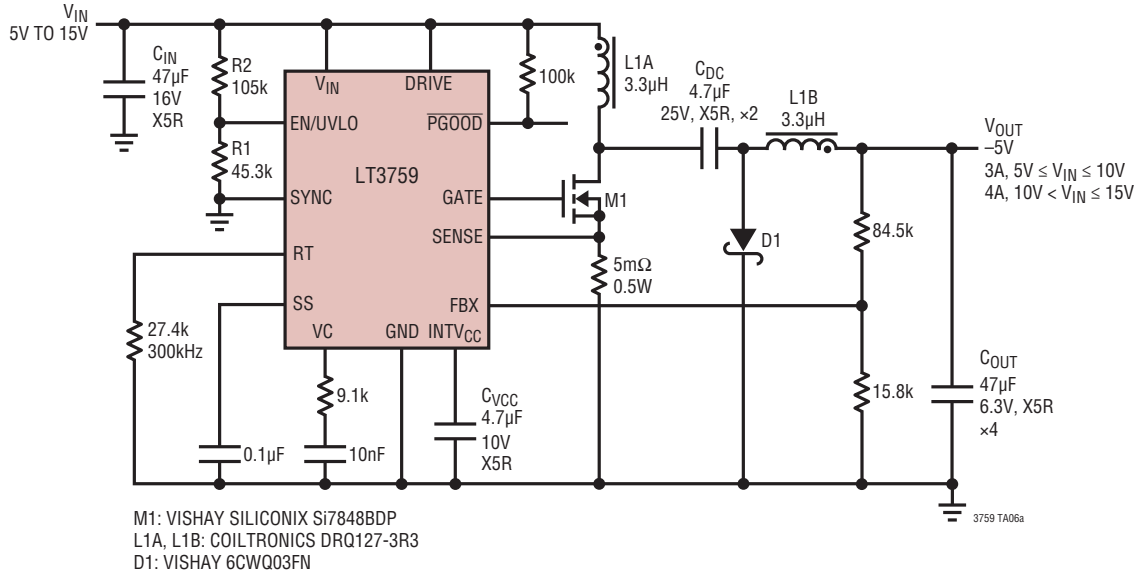 VIN
5V TO 15V
CIN
47µF
16V
X5R
R2
105k
R1
45.3k
VIN
DRIVE
EN/UVLO
PGOOD
LT3759
SYNC
GATE
SENSE
RT
SS
FBX
VC
GND
INTVCC
100k
L1A
3.3µH
CDC
4.7µF
25V, X5R, ×2
L1B
3.3µH
VOUT
–5V
3A, 5V ≤ VIN ≤ 10V
4A, 10V < VIN ≤ 15V
M1
D1
84.5k
5mΩ
0.5W
27.4k
300kHz
9.1k
CVCC
4.7µF
10V
X5R
15.8k
COUT
47µF
6.3V, X5R
×4
0.1µF
10nF
3759 TA06a
M1: VISHAY SILICONIX Si7848BDP
L1A, L1B: COILTRONICS DRQ127-3R3
D1: VISHAY 6CWQ03FN